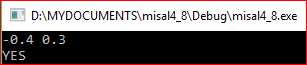 D:\MYDOCUMENTS\misal4_8\Debug\misal4_8.exe
-0.4 0.3
YES